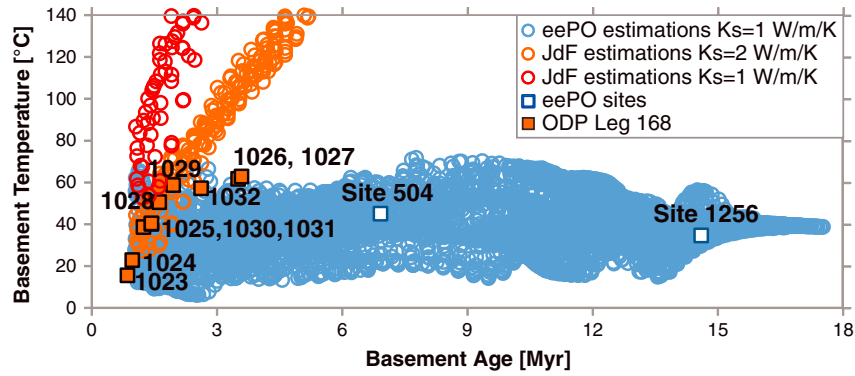 Basement Temperature [°C]
140
120
100
80
60
40
20
0
eePO estimations Ks=1 W/m/K
JdF estimations Ks=2 W/m/K
JdF estimations Ks=1 W/m/K
eePO sites
ODP Leg 168
1026, 1027
1029
1032
1028
Site 504
Site 1256
1025,1030,1031
1024
1023
0 3 6 9 12 15 18
Basement Age [Myr]